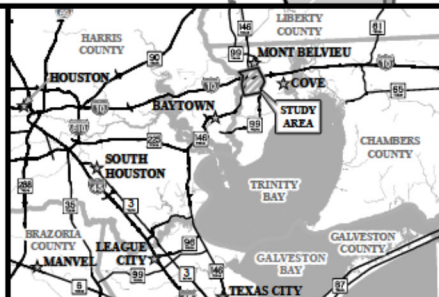 HARRIS
COUNTY
LIBERTY
COUNTY
146
61
99
MONT BELVIEU
90
10
HOUSTON
10
COVE
10
BAYTOWN
65
STUDY
AREA
610
225
146
99
CHAMBERS
COUNTY
SOUTH
HOUSTON
TRINITY
BAY
288
35
3
BRAZORIA
COUNTY
LEAGUE
CITY
96
GALVESTON
COUNTY
GALVESTON
BAY
MANVEL
99
3
146
6
TEXAS CITY
87